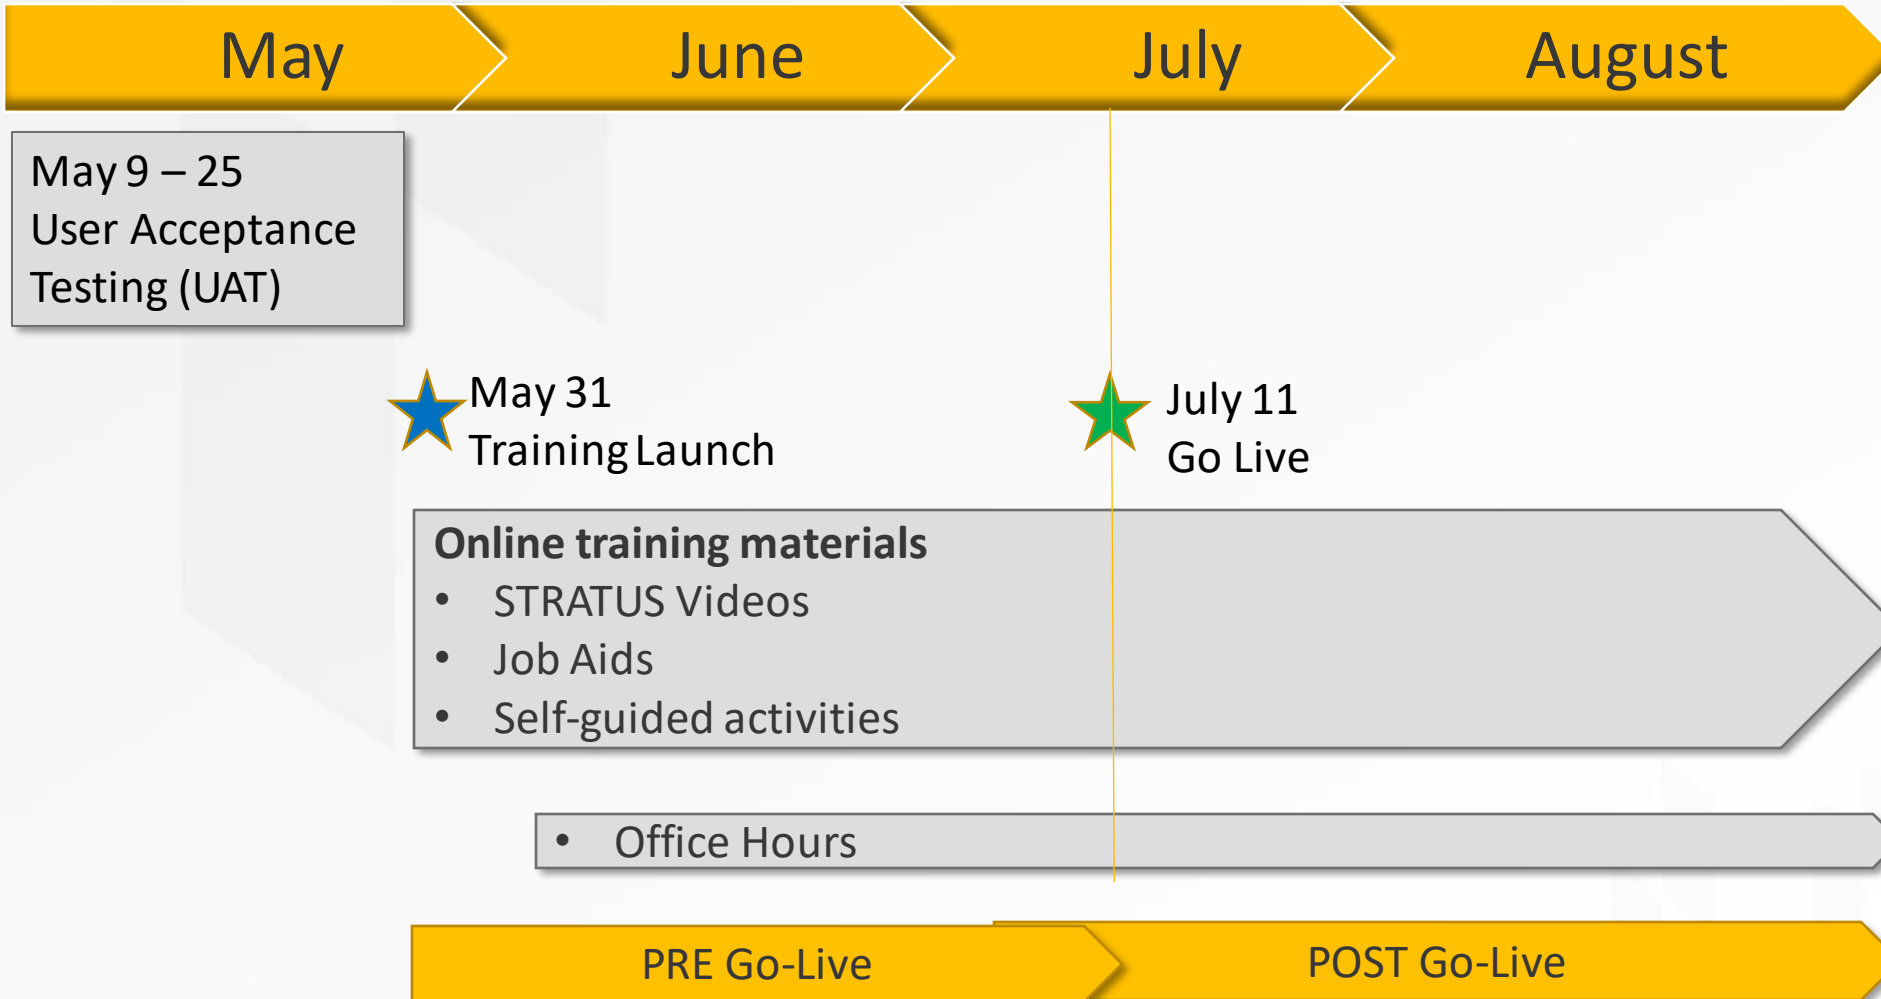 May
June
July
August
May 9 – 25
User Acceptance
Testing (UAT)
May 31
Training Launch
July 11
Go Live
Online training materials
• STRATUS Videos
• Job Aids
• Self-guided activities
• Office Hours
PRE Go-Live
POST Go-Live